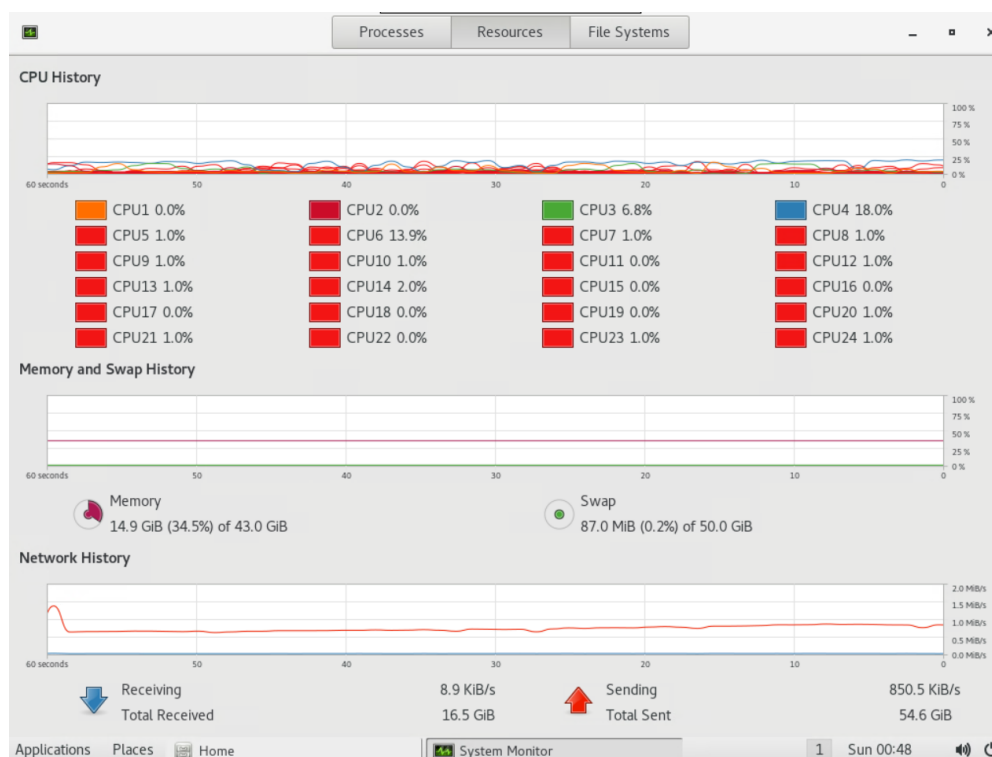 Processes Resources File Systems
CPU History
100 %
75 %
50 %
25 %
0 %
60 seconds 50 40 30 20 10 0
CPU1 0.0% CPU2 0.0% CPU3 6.8% CPU4 18.0%
CPU5 1.0% CPU6 13.9% CPU7 1.0% CPU8 1.0%
CPU9 1.0% CPU10 1.0% CPU11 0.0% CPU12 1.0%
CPU13 1.0% CPU14 2.0% CPU15 0.0% CPU16 0.0%
CPU17 0.0% CPU18 0.0% CPU19 0.0% CPU20 1.0%
CPU21 1.0% CPU22 0.0% CPU23 1.0% CPU24 1.0%
Memory and Swap History
100 %
75 %
50 %
25 %
0 %
60 seconds 50 40 30 20 10 0
Memory Swap
14.9 GiB (34.5%) of 43.0 GiB 87.0 MiB (0.2%) of 50.0 GiB
Network History
2.0 MiB/s
1.5 MiB/s
1.0 MiB/s
0.5 MiB/s
0.0 MiB/s
60 seconds 50 40 30 20 10 0
Receiving 8.9 KiB/s Sending 850.5 KiB/s
Total Received 16.5 GiB Total Sent 54.6 GiB
Applications Places Home System Monitor 1 Sun 00:48